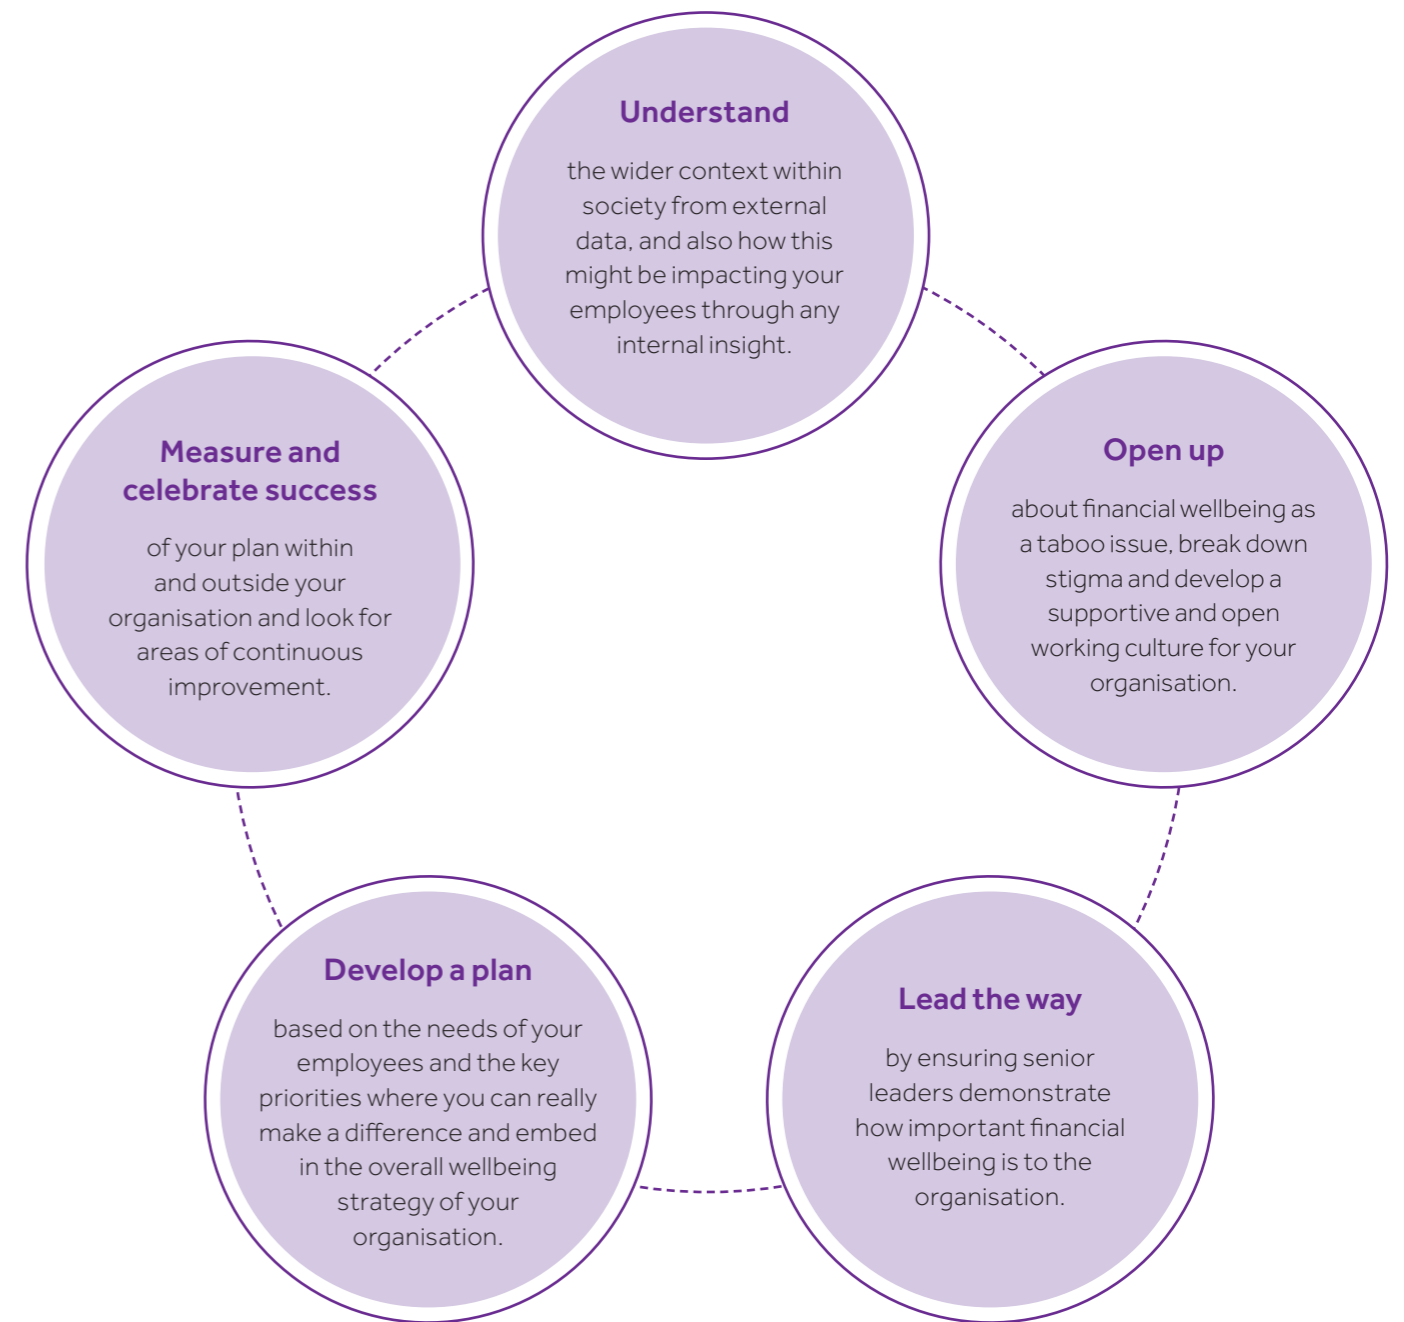 Understand
the wider context within
society from external
data, and also how this
might be impacting your
employees through any
internal insight.
Open up
about financial wellbeing as
a taboo issue, break down
stigma and develop a
supportive and open
working culture for your
organisation.
Lead the way
by ensuring senior
leaders demonstrate
how important financial
wellbeing is to the
organisation.
Develop a plan
based on the needs of your
employees and the key
priorities where you can really
make a difference and embed
in the overall wellbeing
strategy of your
organisation.
Measure and
celebrate success
of your plan within
and outside your
organisation and look for
areas of continuous
improvement.